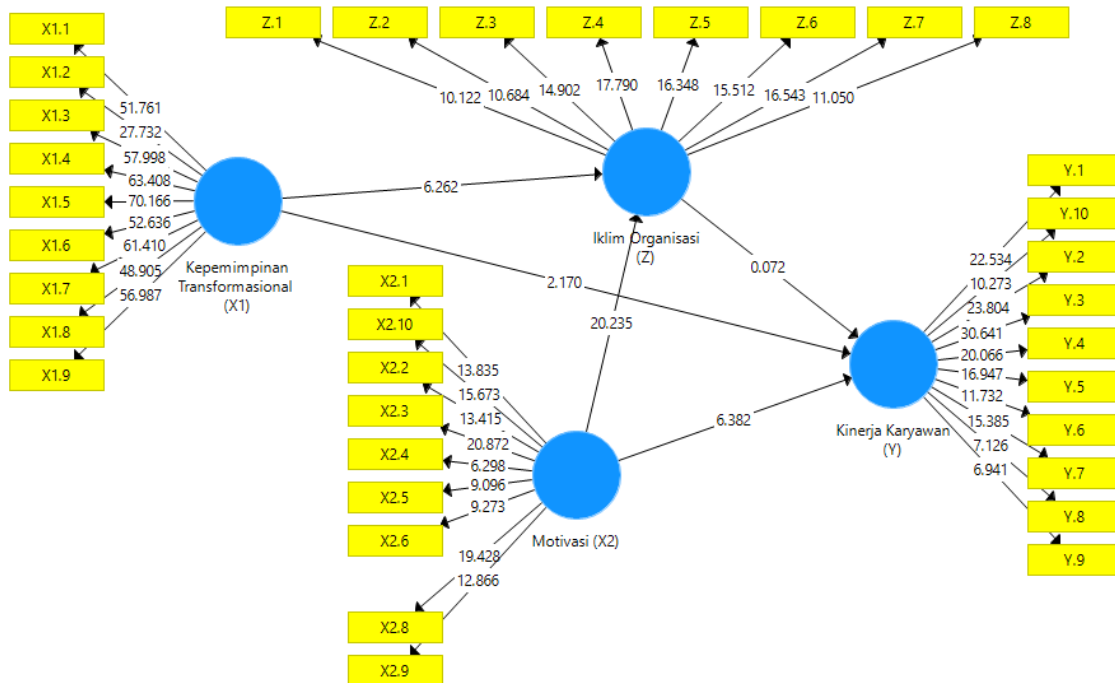 X1.1
X1.2
X1.3
X1.4
X1.5
X1.6
X1.7
X1.8
X1.9
51.761
27.732
57.998
63.408
70.166
52.636
61.410
48.905
56.987
Kepemimpinan
Transformasional
(X1)
Z.1
Z.2
Z.3
Z.4
Z.5
Z.6
Z.7
Z.8
10.122
10.684
14.902
17.790
16.348
15.512
16.543
11.050
Iklim Organisasi
(Z)
6.262
2.170
0.072
20.235
6.382
X2.1
X2.10
X2.2
X2.3
X2.4
X2.5
X2.6
X2.8
X2.9
13.835
15.673
13.415
20.872
6.298
9.096
9.273
19.428
12.866
Motivasi (X2)
Kinerja Karyawan
(Y)
22.534
10.273
23.804
30.641
20.066
16.947
11.732
15.385
7.126
6.941
Y.1
Y.10
Y.2
Y.3
Y.4
Y.5
Y.6
Y.7
Y.8
Y.9